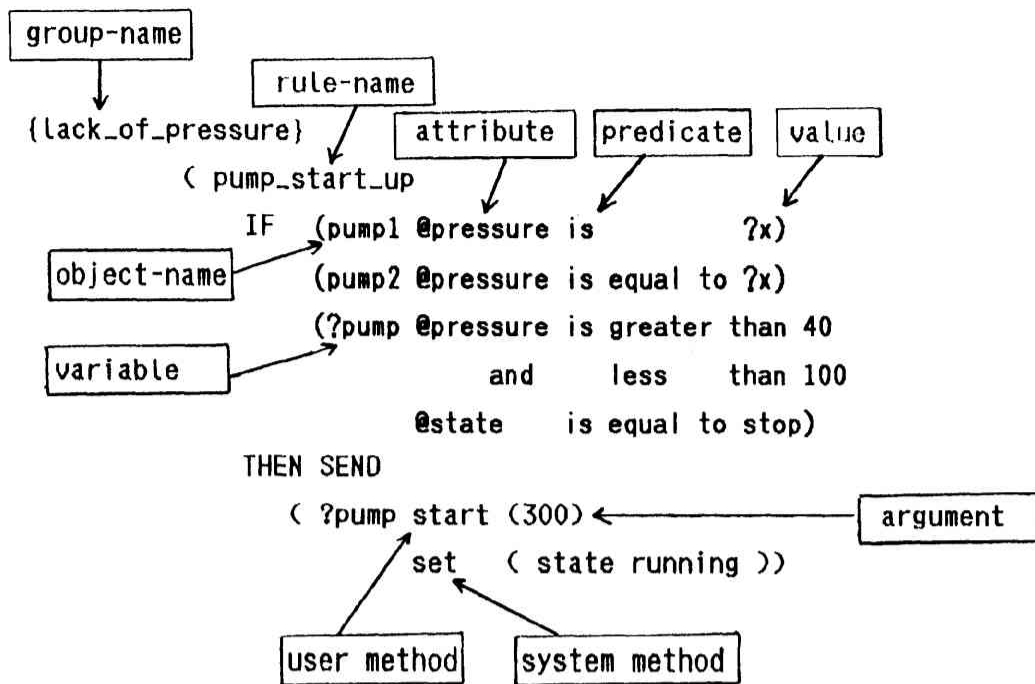 group-name
rule-name
{lack_of_pressure}
attribute
predicate
value
( pump_start_up
IF (pump1 @pressure is ?x)
object-name
(pump2 @pressure is equal to ?x)
(?pump @pressure is greater than 40
variable
and less than 100
@state is equal to stop)
THEN SEND
( ?pump start (300)
argument
set ( state running ))
user method
system method